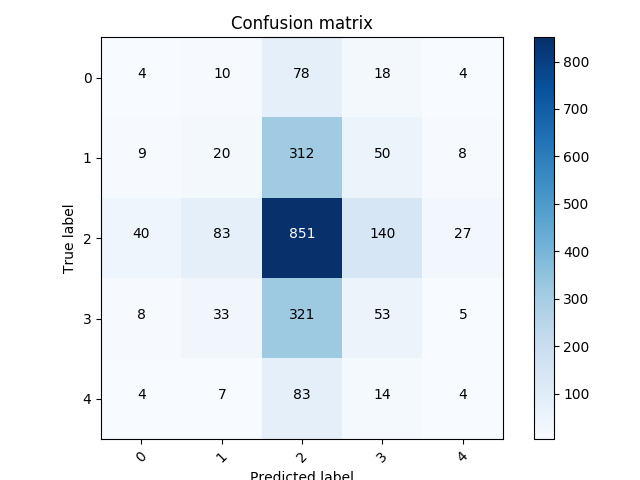 Confusion matrix
0 4 10 78 18 4
1 9 20 312 50 8
2 40 83 851 140 27
3 8 33 321 53 5
4 4 7 83 14 4
0 1 2 3 4
True label
Predicted label
800
700
600
500
400
300
200
100